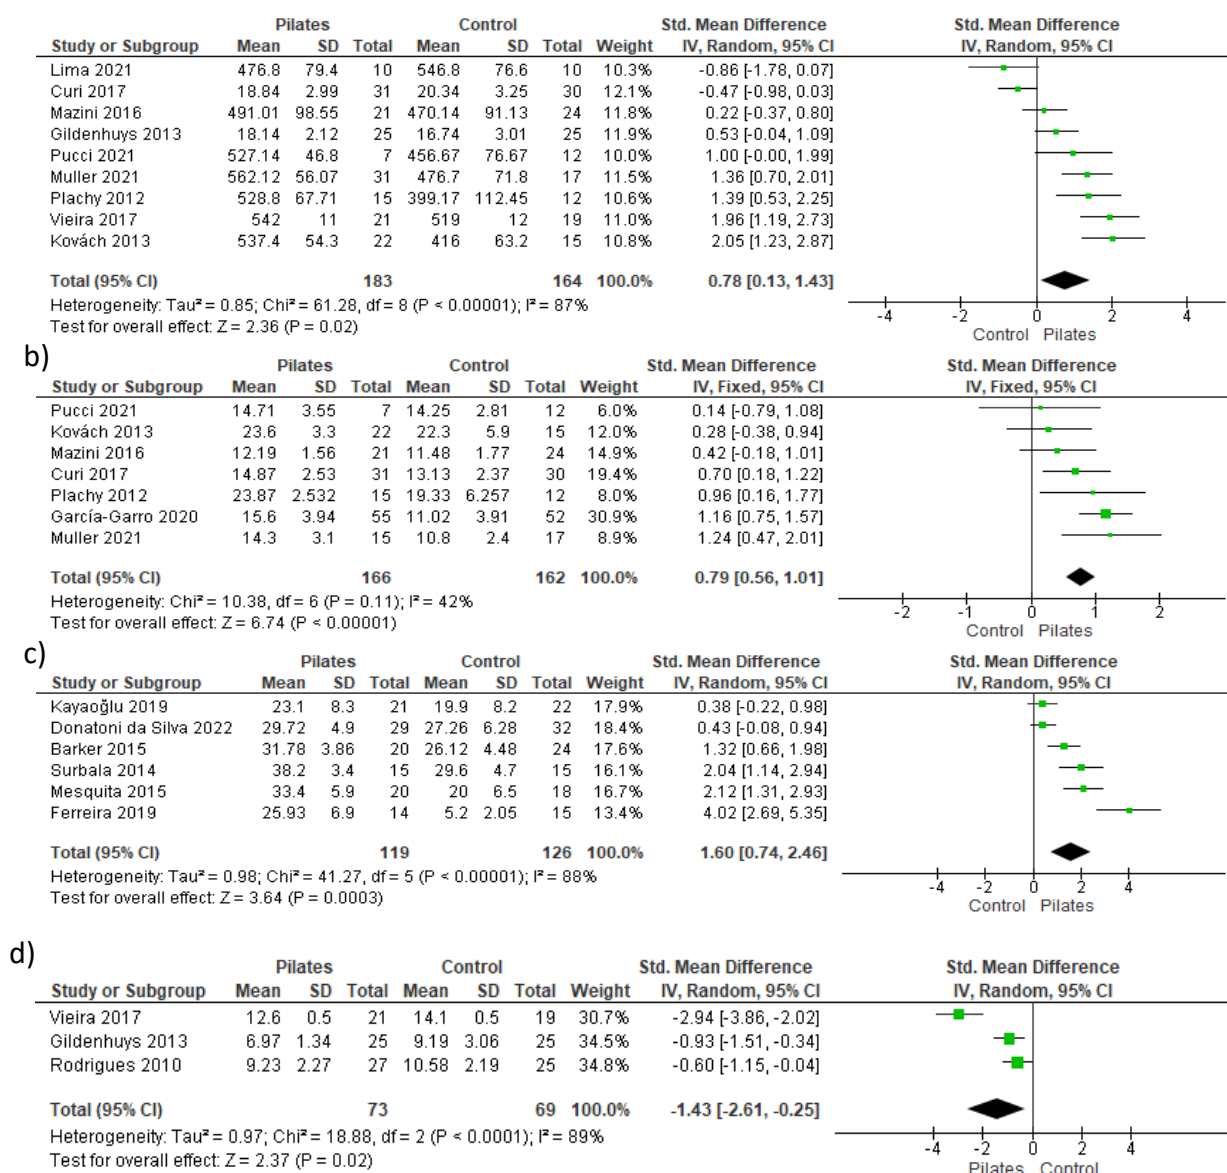 Pilates Control Std. Mean Difference Std. Mean Difference
Study or Subgroup Mean SD Total Mean SD Total Weight IV, Random, 95% CI IV, Random, 95% CI
Lima 2021 476.8 79.4 10 546.8 76.6 10 10.3% -0.86 [-1.78, 0.07]
Curi 2017 18.84 2.99 31 20.34 3.25 30 12.1% -0.47 [-0.98, 0.03]
Mazini 2016 491.01 98.55 21 470.14 91.13 24 11.8% 0.22 [-0.37, 0.80]
Gildenhuys 2013 18.14 2.12 25 16.74 3.01 25 11.9% 0.53 [-0.04, 1.09]
Pucci 2021 527.14 46.8 7 456.67 76.67 12 10.0% 1.00 [-0.00, 1.99]
Muller 2021 562.12 56.07 31 476.7 71.8 17 11.5% 1.36 [0.70, 2.01]
Plachy 2012 528.8 67.71 15 399.17 112.45 12 10.6% 1.39 [0.53, 2.25]
Vieira 2017 542 11 21 519 12 19 11.0% 1.96 [1.19, 2.73]
Kovách 2013 537.4 54.3 22 416 63.2 15 10.8% 2.05 [1.23, 2.87]
Total (95% CI) 183 164 100.0% 0.78 [0.13, 1.43]
Heterogeneity: Tau² = 0.85; Chi² = 61.28, df = 8 (P < 0.00001); I² = 87%
Test for overall effect: Z = 2.36 (P = 0.02)
-4 -2 0 2 4
Control Pilates
b)
Pilates Control Std. Mean Difference Std. Mean Difference
Study or Subgroup Mean SD Total Mean SD Total Weight IV, Fixed, 95% CI IV, Fixed, 95% CI
Pucci 2021 14.71 3.55 7 14.25 2.81 12 6.0% 0.14 [-0.79, 1.08]
Kovách 2013 23.6 3.3 22 22.3 5.9 15 12.0% 0.28 [-0.38, 0.94]
Mazini 2016 12.19 1.56 21 11.48 1.77 24 14.9% 0.42 [-0.18, 1.01]
Curi 2017 14.87 2.53 31 13.13 2.37 30 19.4% 0.70 [0.18, 1.22]
Plachy 2012 23.87 2.532 15 19.33 6.257 12 8.0% 0.96 [0.16, 1.77]
García-Garro 2020 15.6 3.94 55 11.02 3.91 52 30.9% 1.16 [0.75, 1.57]
Muller 2021 14.3 3.1 15 10.8 2.4 17 8.9% 1.24 [0.47, 2.01]
Total (95% CI) 166 162 100.0% 0.79 [0.56, 1.01]
Heterogeneity: Chi² = 10.38, df = 6 (P = 0.11); I² = 42%
Test for overall effect: Z = 6.74 (P < 0.00001)
-2 -1 0 1 2
Control Pilates
c)
Pilates Control Std. Mean Difference Std. Mean Difference
Study or Subgroup Mean SD Total Mean SD Total Weight IV, Random, 95% CI IV, Random, 95% CI
Kayaoğlu 2019 23.1 8.3 21 19.9 8.2 22 17.9% 0.38 [-0.22, 0.98]
Donatoni da Silva 2022 29.72 4.9 29 27.26 6.28 32 18.4% 0.43 [-0.08, 0.94]
Barker 2015 31.78 3.86 20 26.12 4.48 24 17.6% 1.32 [0.66, 1.98]
Surbala 2014 38.2 3.4 15 29.6 4.7 15 16.1% 2.04 [1.14, 2.94]
Mesquita 2015 33.4 5.9 20 20 6.5 18 16.7% 2.12 [1.31, 2.93]
Ferreira 2019 25.93 6.9 14 5.2 2.05 15 13.4% 4.02 [2.69, 5.35]
Total (95% CI) 119 126 100.0% 1.60 [0.74, 2.46]
Heterogeneity: Tau² = 0.98; Chi² = 41.27, df = 5 (P < 0.00001); I² = 88%
Test for overall effect: Z = 3.64 (P = 0.0003)
-4 -2 0 2 4
Control Pilates
d)
Pilates Control Std. Mean Difference Std. Mean Difference
Study or Subgroup Mean SD Total Mean SD Total Weight IV, Random, 95% CI IV, Random, 95% CI
Vieira 2017 12.6 0.5 21 14.1 0.5 19 30.7% -2.94 [-3.86, -2.02]
Gildenhuys 2013 6.97 1.34 25 9.19 3.06 25 34.5% -0.93 [-1.51, -0.34]
Rodrigues 2010 9.23 2.27 27 10.58 2.19 25 34.8% -0.60 [-1.15, -0.04]
Total (95% CI) 73 69 100.0% -1.43 [-2.61, -0.25]
Heterogeneity: Tau² = 0.97; Chi² = 18.88, df = 2 (P < 0.0001); I² = 89%
Test for overall effect: Z = 2.37 (P = 0.02)
-4 -2 0 2 4
Pilates Control